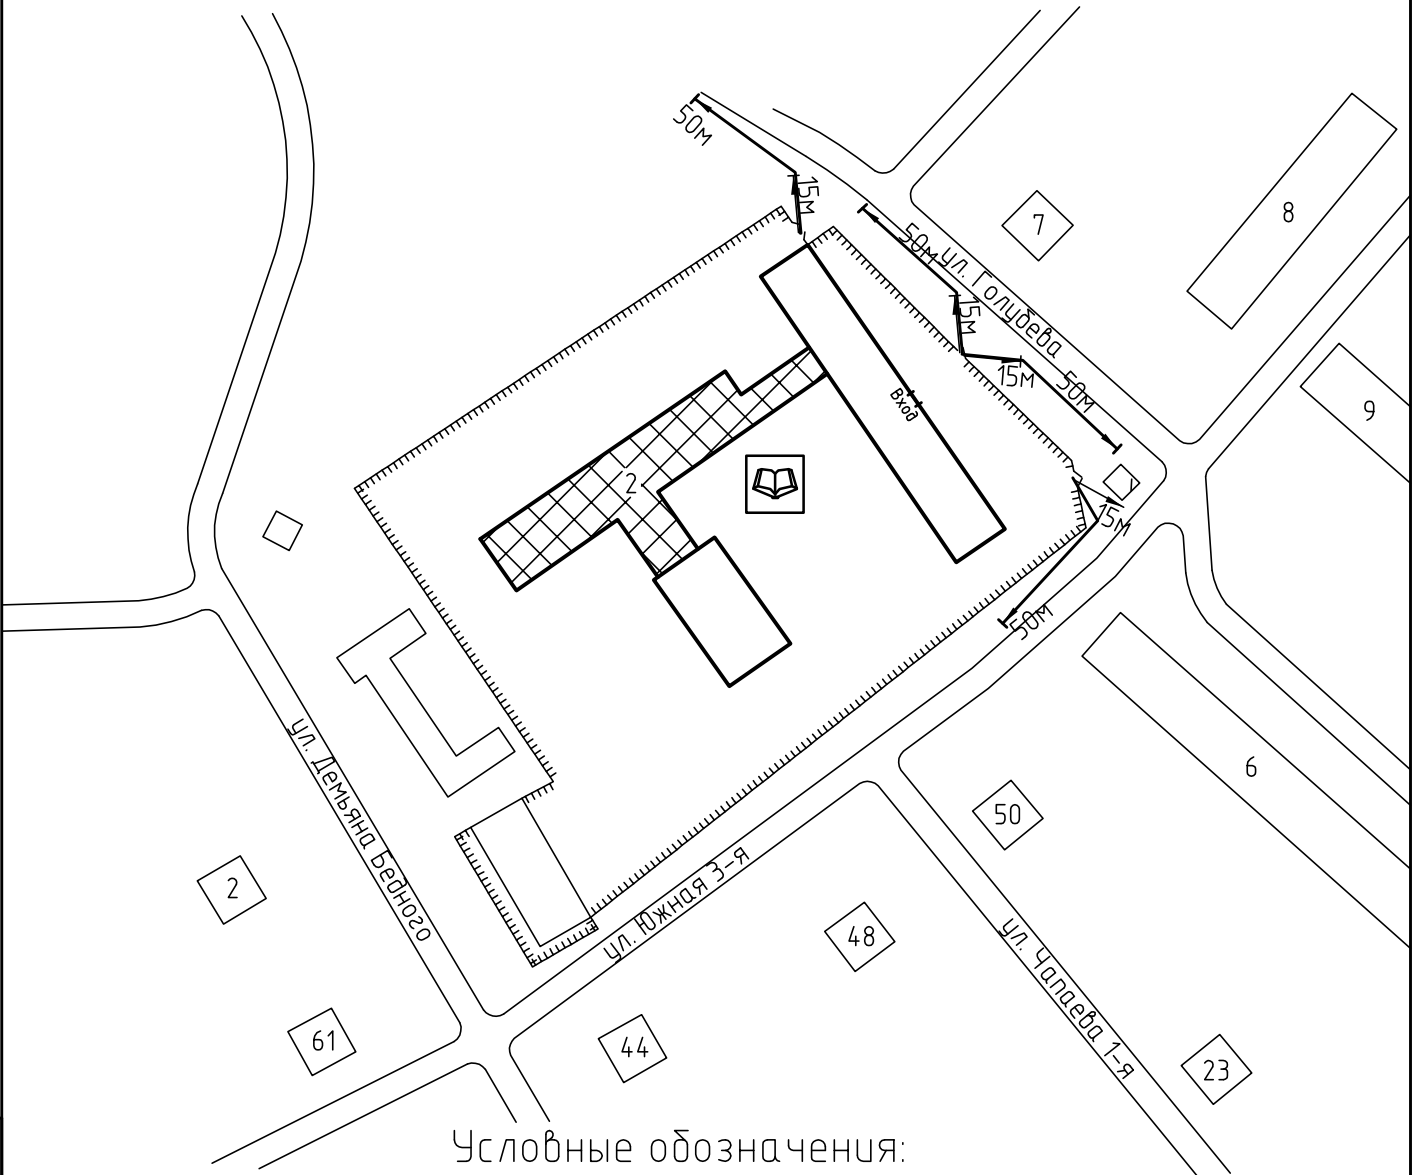 50м
15м
7
8
50м
ул. Голубева
15м
15м
50м
9
Вход
2
15м
50м
ул. Демьяна Бедного
6
50
ул. Южная 3-я
2
48
ул. Чапаева 1-я
61
44
23
Условные обозначения: